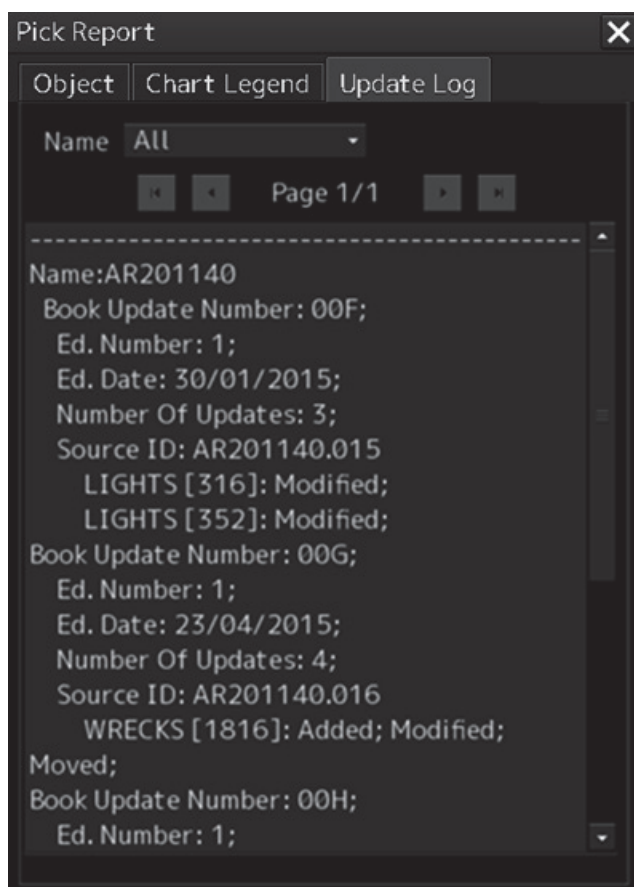 Pick Report
Object Chart Legend Update Log
Name All
Page 1/1
--------------------------------------------
Name:AR201140
Book Update Number: 00F;
Ed. Number: 1;
Ed. Date: 30/01/2015;
Number Of Updates: 3;
Source ID: AR201140.015
LIGHTS [316]: Modified;
LIGHTS [352]: Modified;
Book Update Number: 00G;
Ed. Number: 1;
Ed. Date: 23/04/2015;
Number Of Updates: 4;
Source ID: AR201140.016
WRECKS [1816]: Added; Modified;
Moved;
Book Update Number: 00H;
Ed. Number: 1;